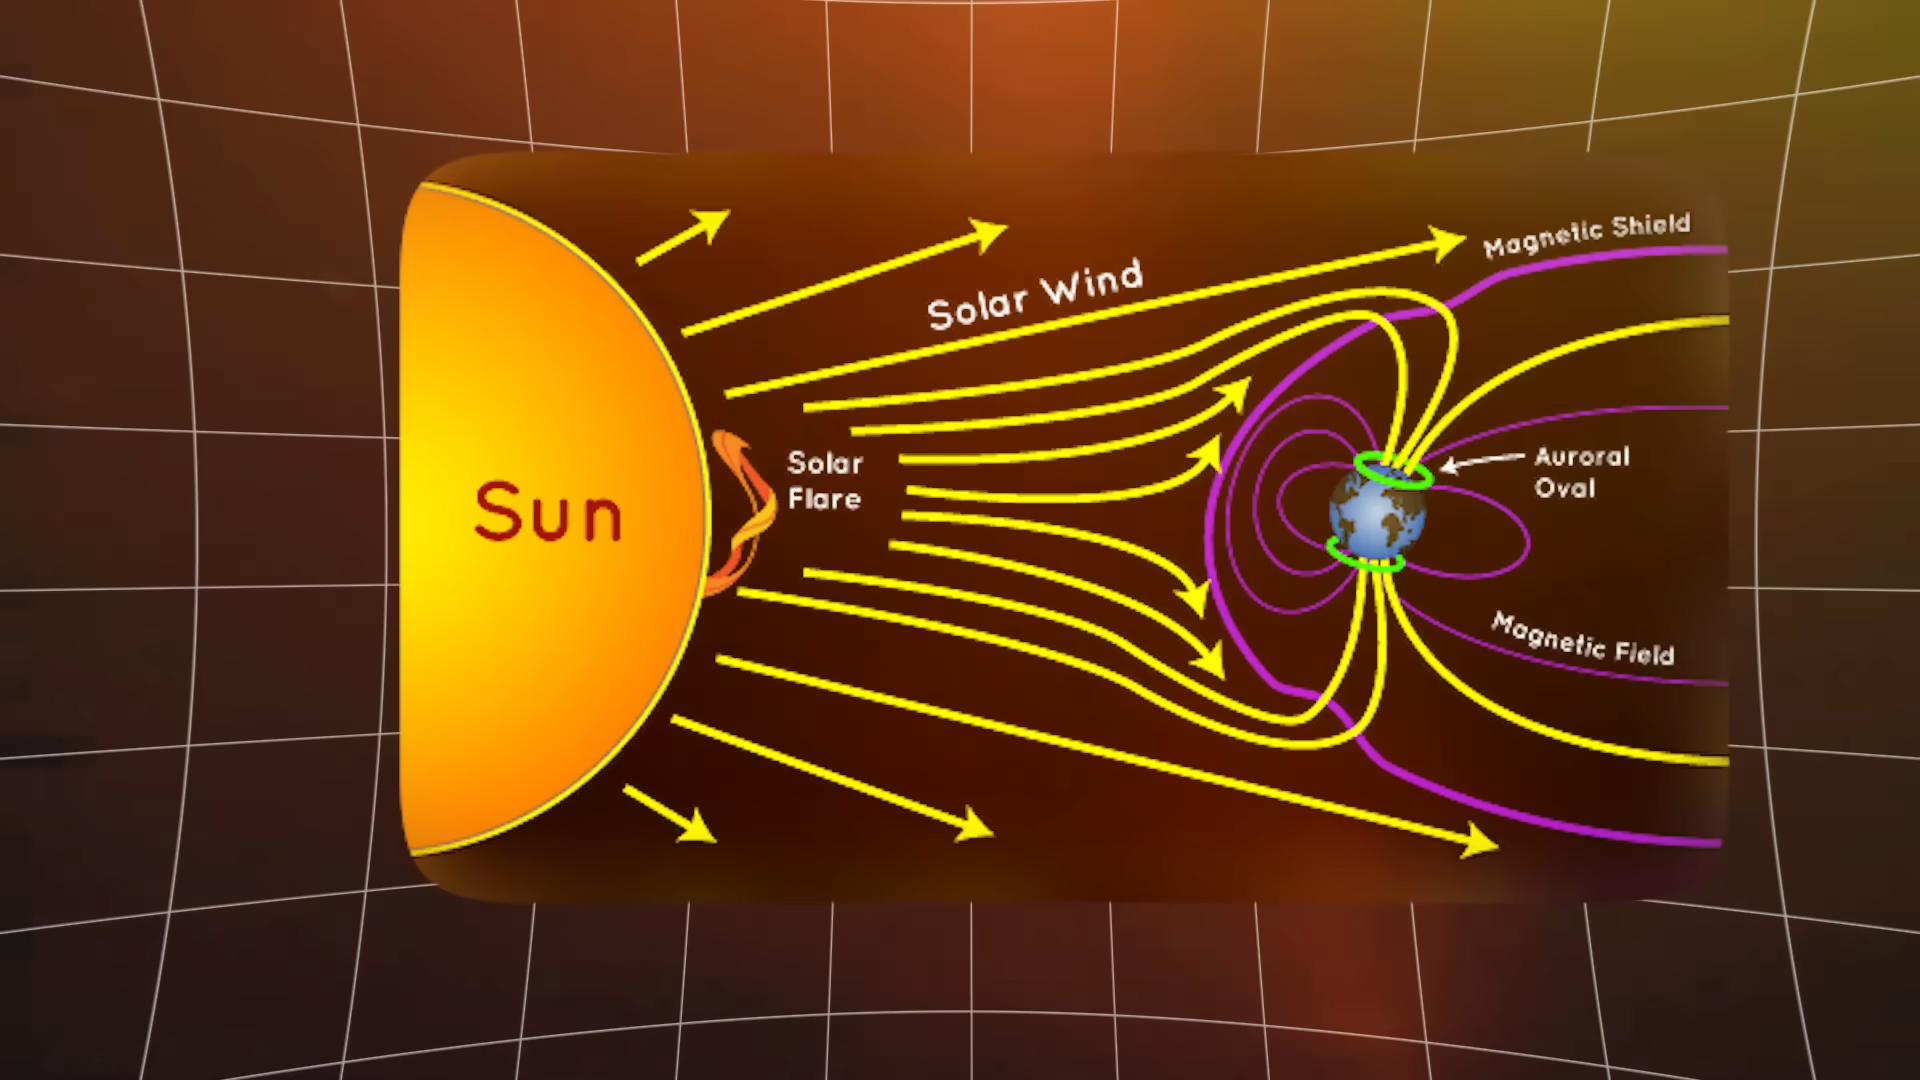 Magnetic Shield
Solar Wind
Solar
Flare
Sun
Auroral
Oval
Magnetic Field